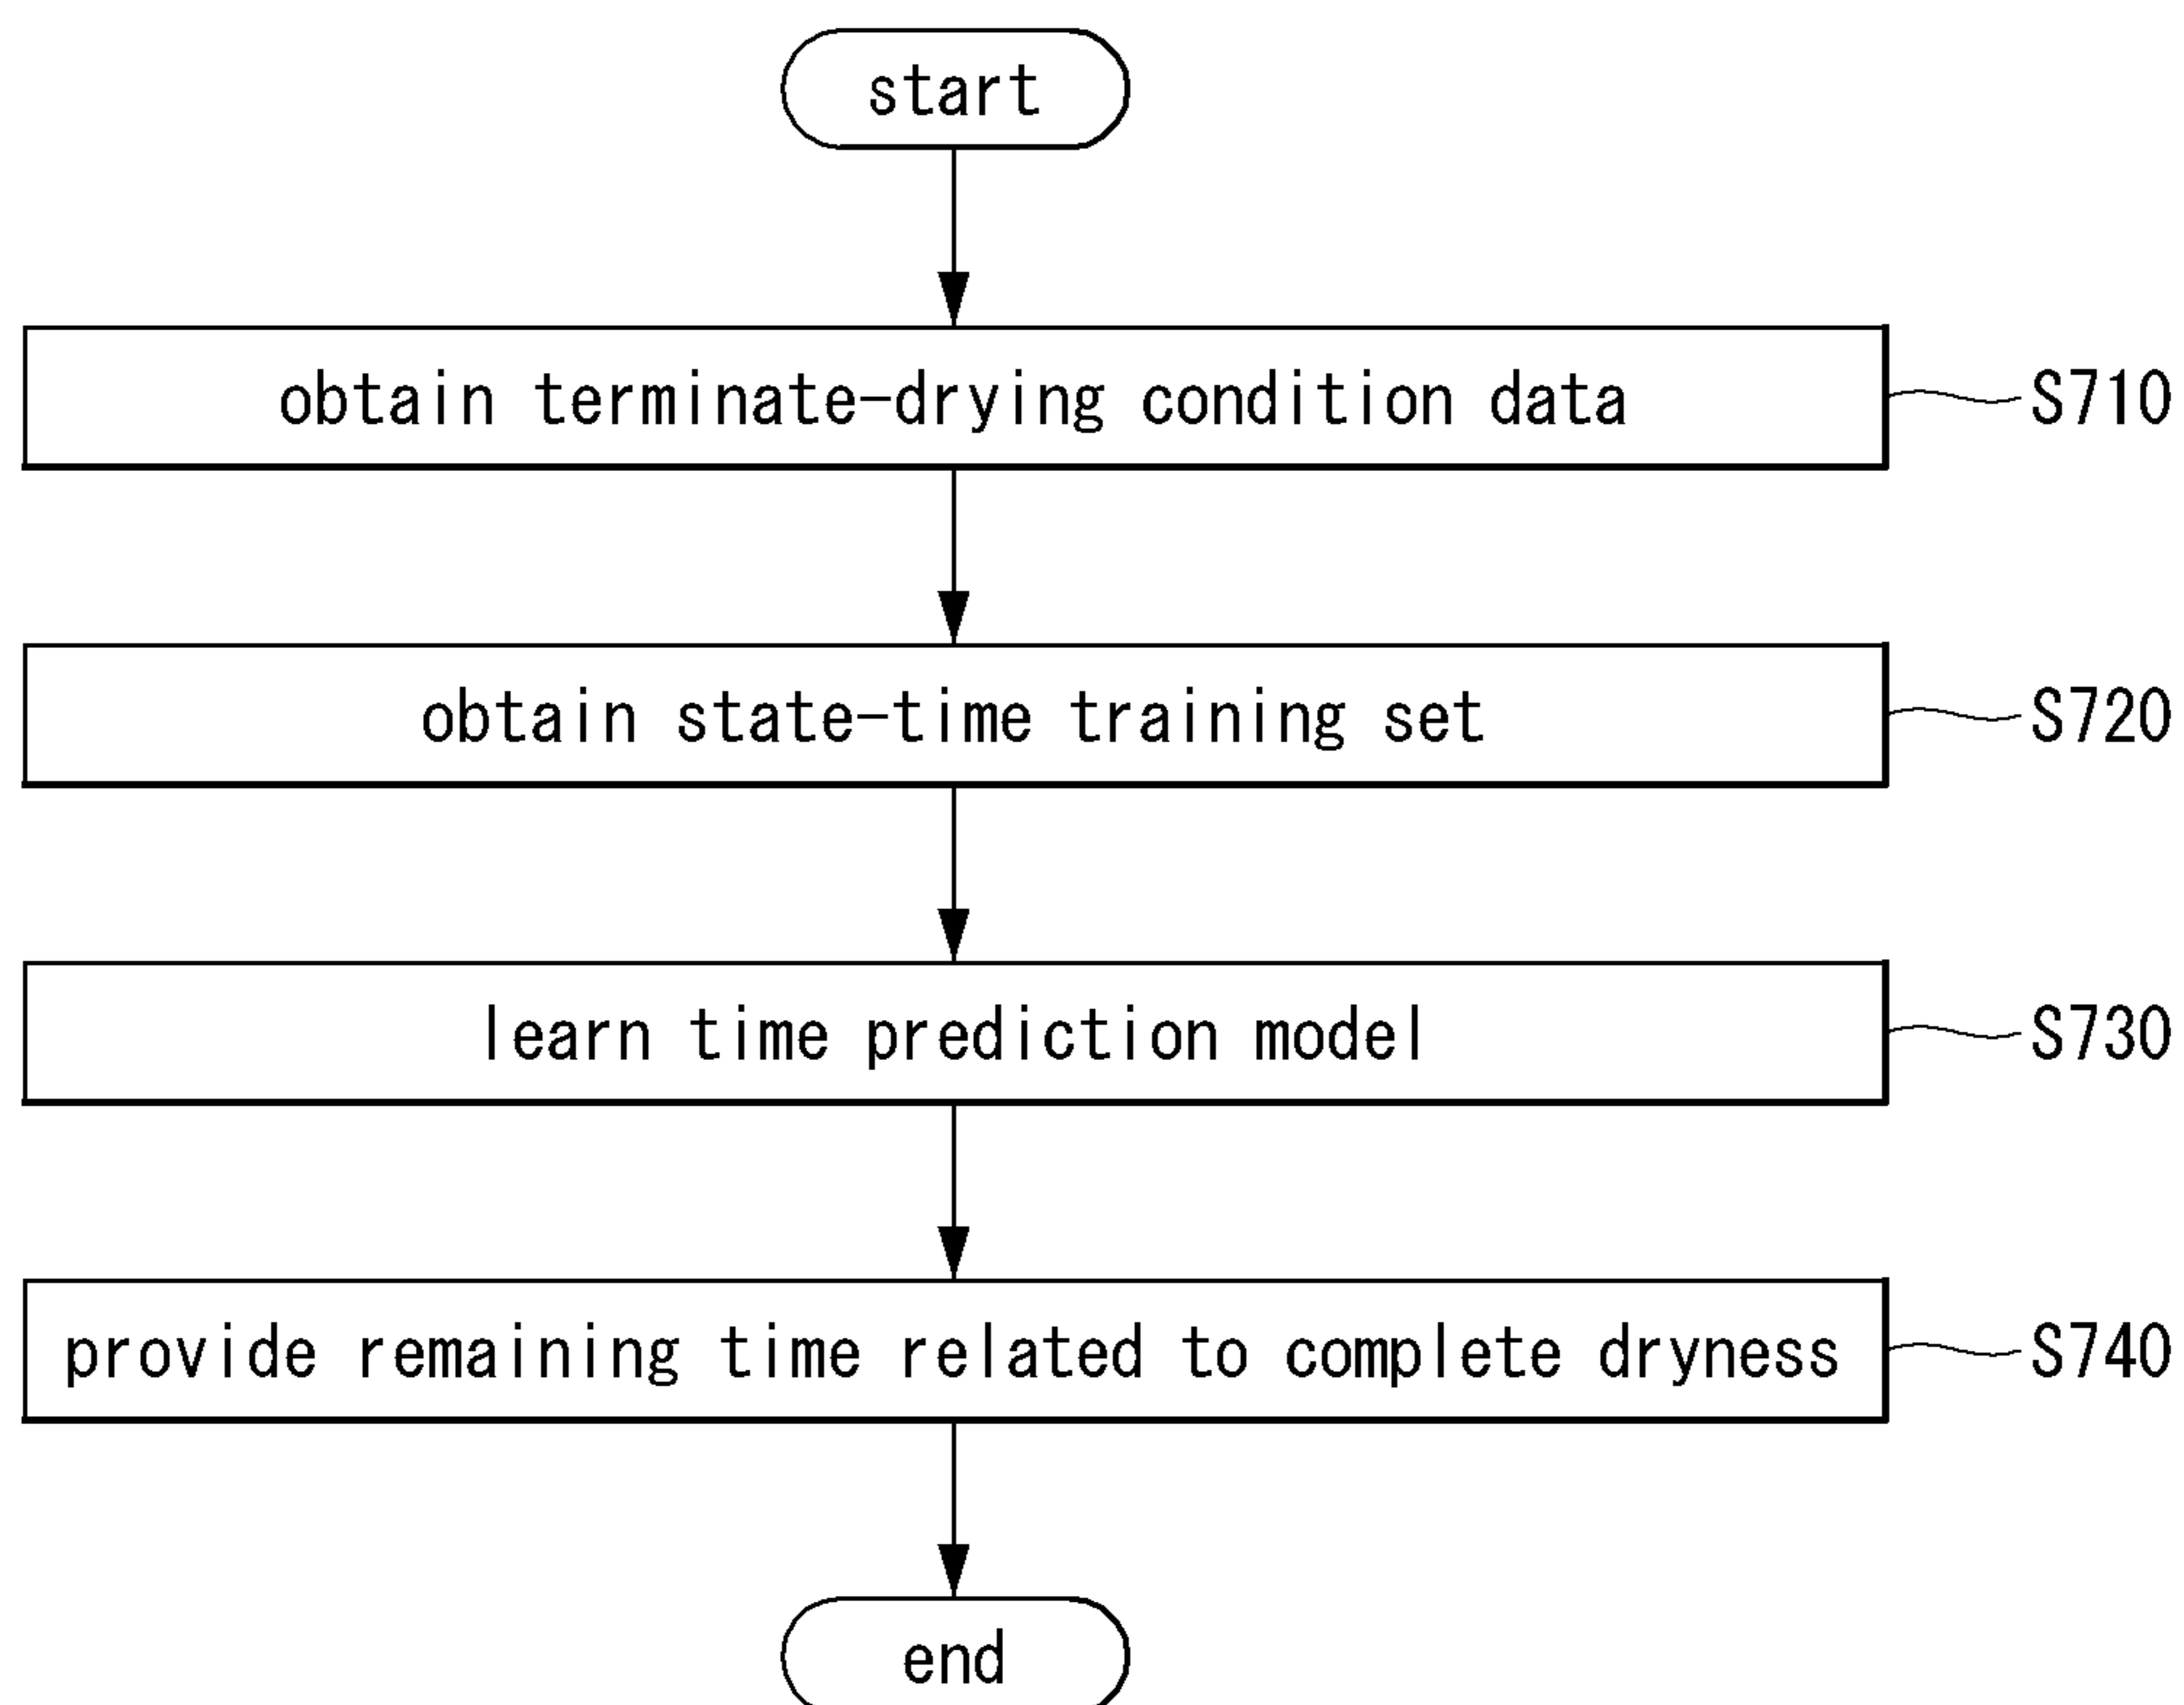 start
obtain terminate-drying condition data
S710
obtain state-time training set
S720
learn time prediction model
S730
provide remaining time related to complete dryness
S740
end